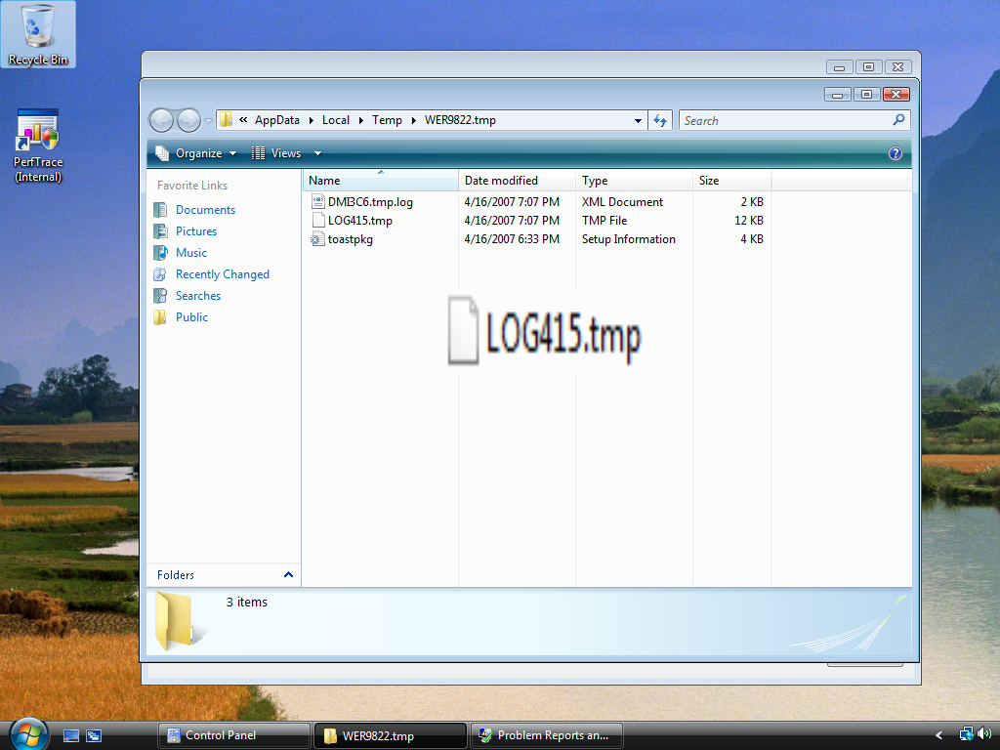 Recycle Bin
PerfTrace
(Internal)
« AppData Local Temp WER9822.tmp
Search
Organize Views
Favorite Links
Documents
Pictures
Music
Recently Changed
Searches
Public
Folders
Name Date modified Type Size
DMI3C6.tmp.log 4/16/2007 7:07 PM XML Document 2 KB
LOG415.tmp 4/16/2007 7:07 PM TMP File 12 KB
toastpkg 4/16/2007 6:33 PM Setup Information 4 KB
LOG415.tmp
3 items
Control Panel WER9822.tmp Problem Reports an...